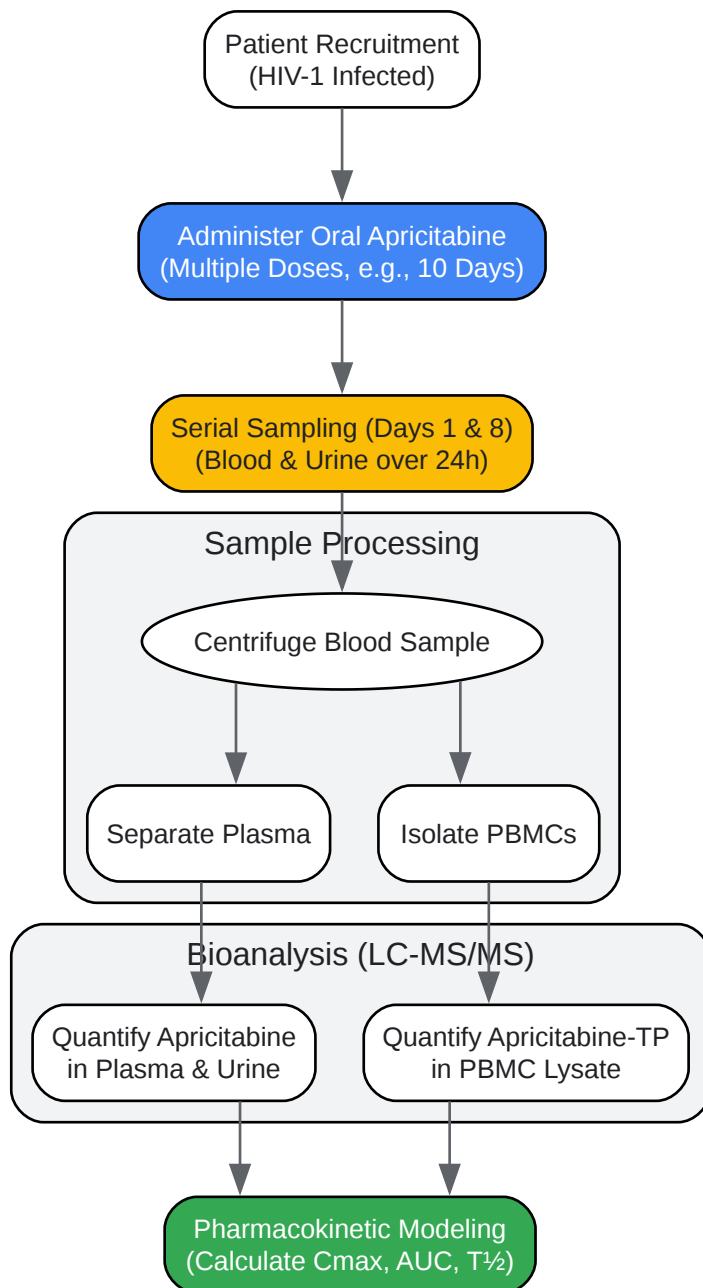 Patient Recruitment
(HIV-1 Infected)
Administer Oral Apricitabine
(Multiple Doses, e.g., 10 Days)
Serial Sampling (Days 1 & 8)
(Blood & Urine over 24h)
Sample Processing
Centrifuge Blood Sample
Separate Plasma
Isolate PBMCs
Bioanalysis (LC-MS/MS)
Quantify Apricitabine
in Plasma & Urine
Quantify Apricitabine-TP
in PBMC Lysate
Pharmacokinetic Modeling
(Calculate Cmax, AUC, T½)